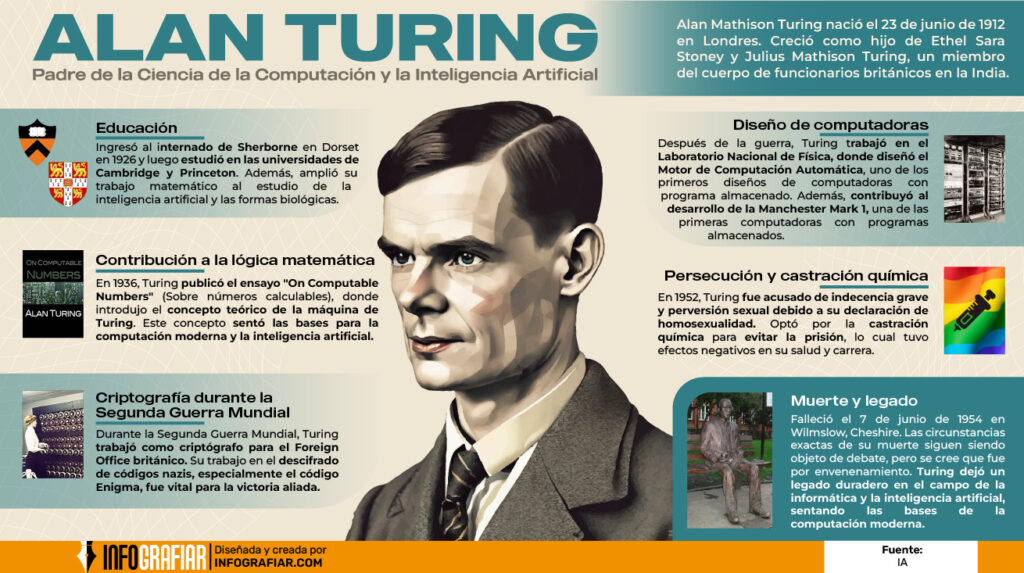 ALAN TURING
Padre de la Ciencia de la Computación y la Inteligencia Artificial
Alan Mathison Turing nació el 23 de junio de 1912
en Londres. Creció como hijo de Ethel Sara
Stoney y Julius Mathison Turing, un miembro
del cuerpo de funcionarios británicos en la India.
Educación
Ingresó al internado de Sherborne en Dorset
en 1926 y luego estudió en las universidades de
Cambridge y Princeton. Además, amplió su
trabajo matemático al estudio de la
inteligencia artificial y las formas biológicas.
ON COMPUTABLE
NUMBERS
ALAN TURING
Contribución a la lógica matemática
En 1936, Turing publicó el ensayo "On Computable
Numbers" (Sobre números calculables), donde
introdujo el concepto teórico de la máquina de
Turing. Este concepto sentó las bases para la
computación moderna y la inteligencia artificial.
Criptografía durante la
Segunda Guerra Mundial
Durante la Segunda Guerra Mundial, Turing
trabajó como criptógrafo para el Foreign
Office británico. Su trabajo en el descifrado
de códigos nazis, especialmente el código
Enigma, fue vital para la victoria aliada.
Diseño de computadoras
Después de la guerra, Turing trabajó en el
Laboratorio Nacional de Física, donde diseñó el
Motor de Computación Automática, uno de los
primeros diseños de computadoras con
programa almacenado. Además, contribuyó al
desarrollo de la Manchester Mark 1, una de las
primeras computadoras con programas
almacenados.
Persecución y castración química
En 1952, Turing fue acusado de indecencia grave
y perversión sexual debido a su declaración de
homosexualidad. Optó por la castración
química para evitar la prisión, lo cual tuvo
efectos negativos en su salud y carrera.
Muerte y legado
Falleció el 7 de junio de 1954 en
Wilmslow, Cheshire. Las circunstancias
exactas de su muerte siguen siendo
objeto de debate, pero se cree que fue
por envenenamiento. Turing dejó un
legado duradero en el campo de la
informática y la inteligencia artificial,
sentando las bases de la
computación moderna.
INFOGRAFIAR
Diseñada y creada por
INFOGRAFIAR.COM
Fuente:
IA